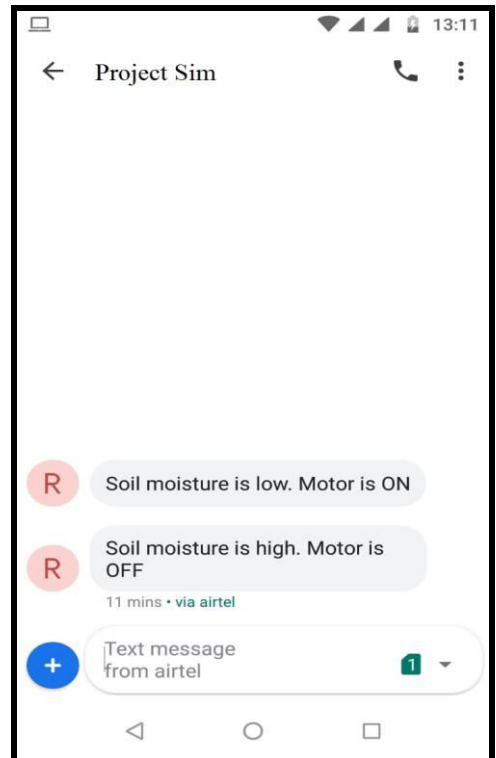 13:11
Project Sim
R
Soil moisture is low. Motor is ON
R
Soil moisture is high. Motor is
OFF
11 mins • via airtel
Text message
from airtel
1